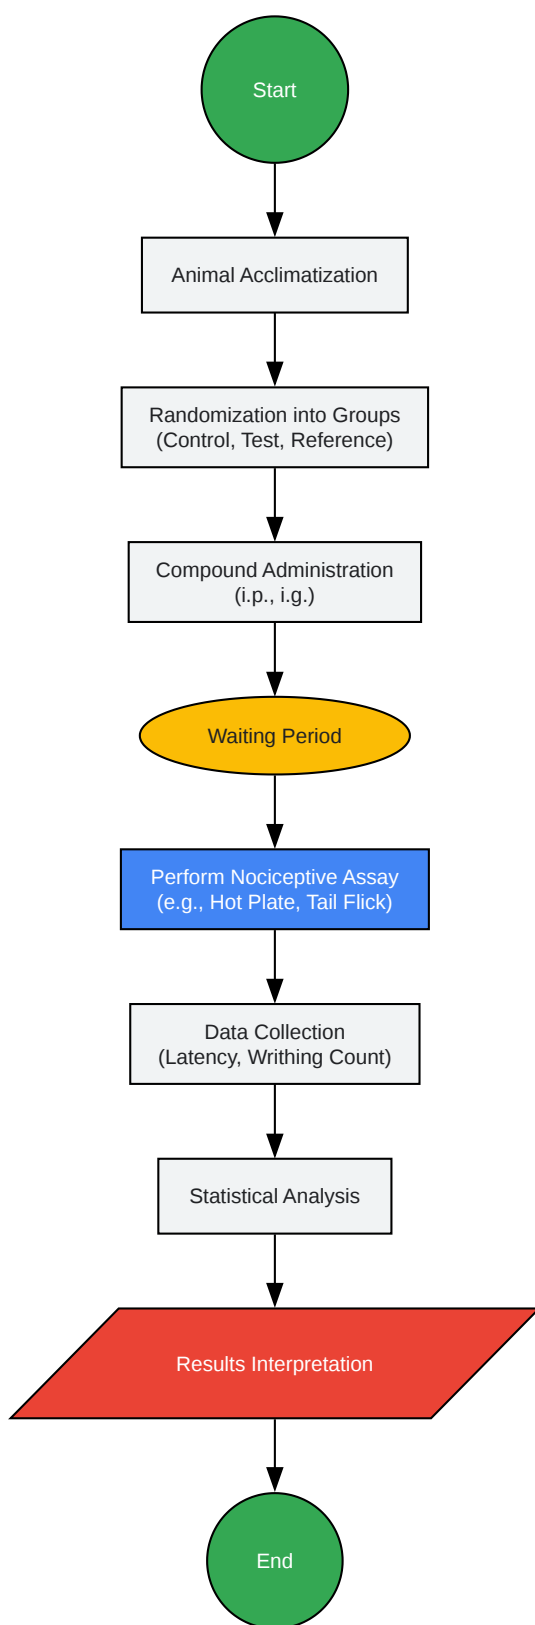 Start
Animal Acclimatization
Randomization into Groups
(Control, Test, Reference)
Compound Administration
(i.p., i.g.)
Waiting Period
Perform Nociceptive Assay
(e.g., Hot Plate, Tail Flick)
Data Collection
(Latency, Writhing Count)
Statistical Analysis
Results Interpretation
End